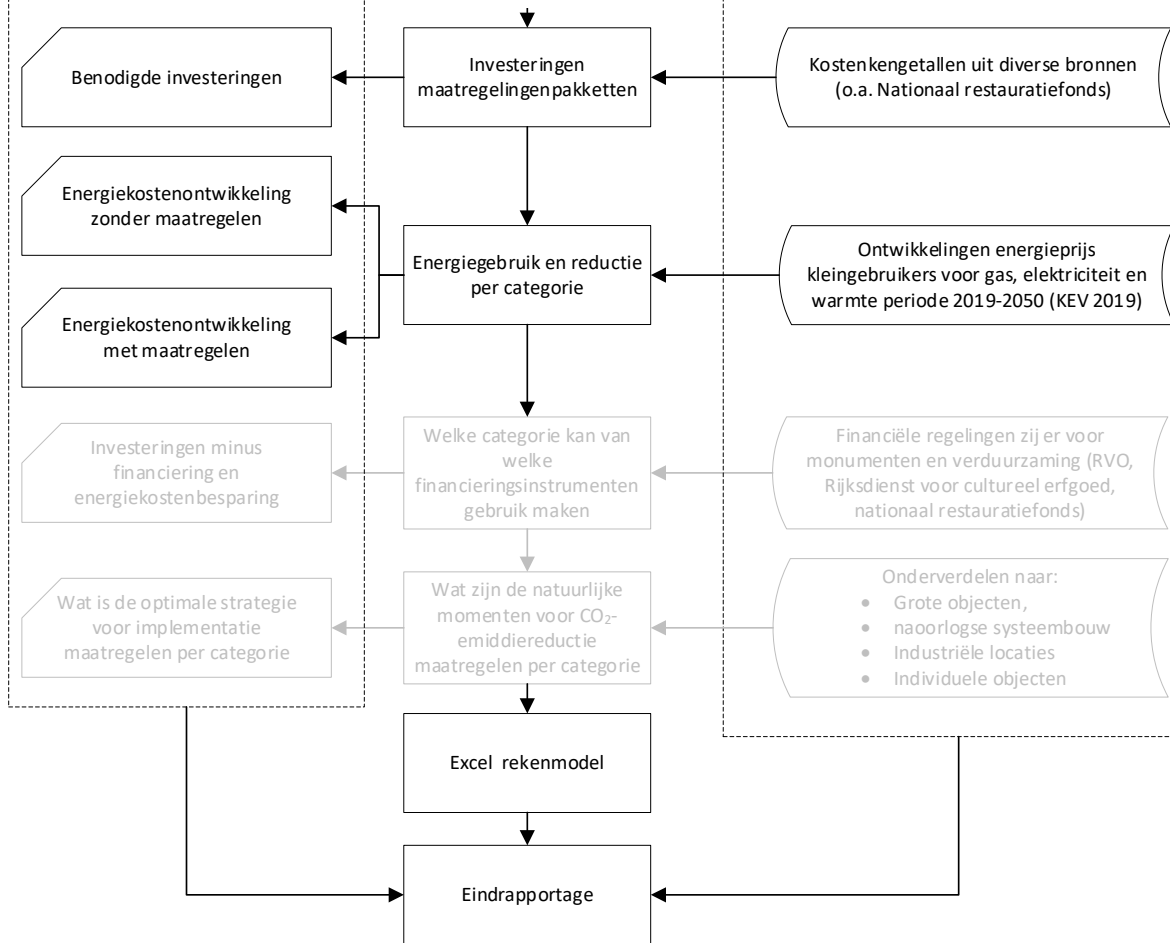 Benodigde investeringen
Investeringen
maatregelingenpakketten
Kostenkengetallen uit diverse bronnen
(o.a. Nationaal restauratiefonds)
Energiekostenontwikkeling
zonder maatregelen
Energiegebruik en reductie
per categorie
Ontwikkelingen energieprijs
kleingebruikers voor gas, elektriciteit en
warmte periode 2019-2050 (KEV 2019)
Energiekostenontwikkeling
met maatregelen
Investeringen minus
financiering en
energiekostenbesparing
Welke categorie kan van
welke
financieringsinstrumenten
gebruik maken
Financiële regelingen zij er voor
monumenten en verduurzaming (RVO,
Rijksdienst voor cultureel erfgoed,
nationaal restauratiefonds)
Wat is de optimale strategie
voor implementatie
maatregelen per categorie
Wat zijn de natuurlijke
momenten voor CO₂-
emiddiereductie
maatregelen per categorie
Onderverdelen naar:
• Grote objecten,
• naoorlogse systeembouw
• Industriële locaties
• Individuele objecten
Excel rekenmodel
Eindrapportage